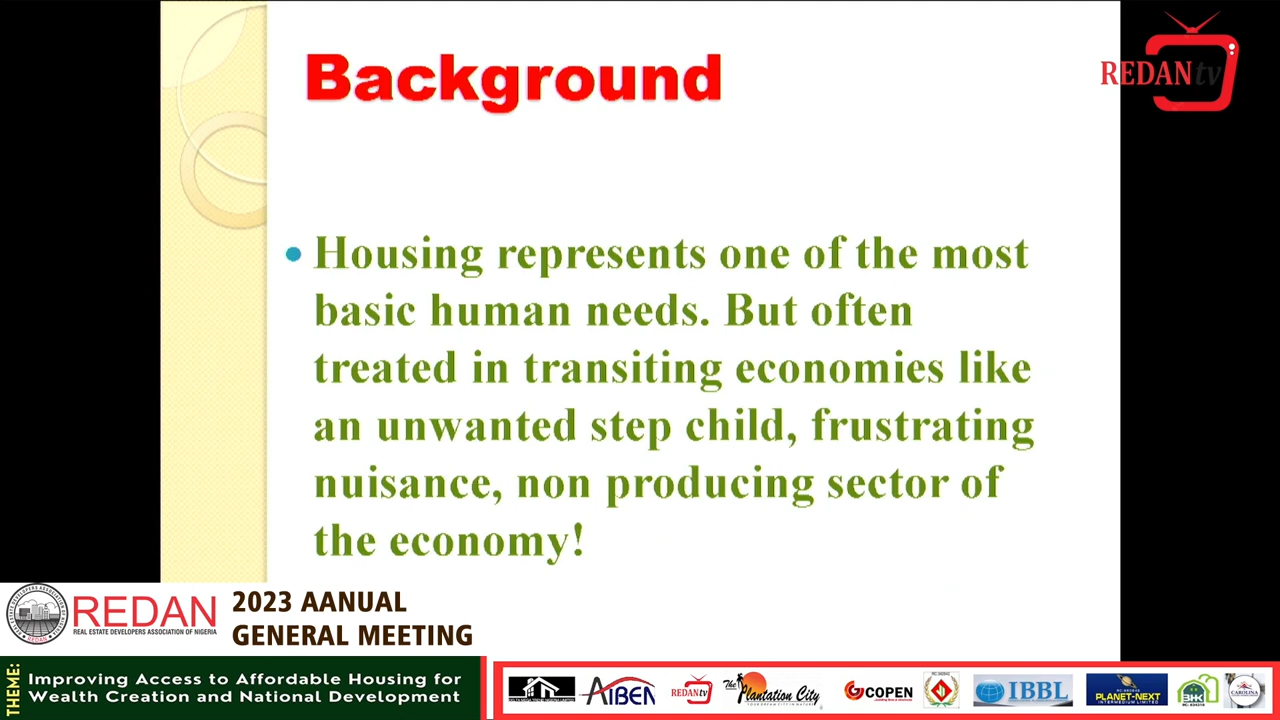 Background
REDANtv
• Housing represents one of the most
basic human needs. But often
treated in transiting economies like
an unwanted step child, frustrating
nuisance, non producing sector of
the economy!
REDAN
REAL ESTATE DEVELOPERS ASSOCIATION OF NIGERIA
2023 AANUAL
GENERAL MEETING
THEME:
Improving Access to Affordable Housing for
Wealth Creation and National Development
AIBEN
REDANtv
The Plantation City
COPEN
IBBL
PLANET-NEXT
INTERMEDIUM LIMITED
BHK
CAROLINA